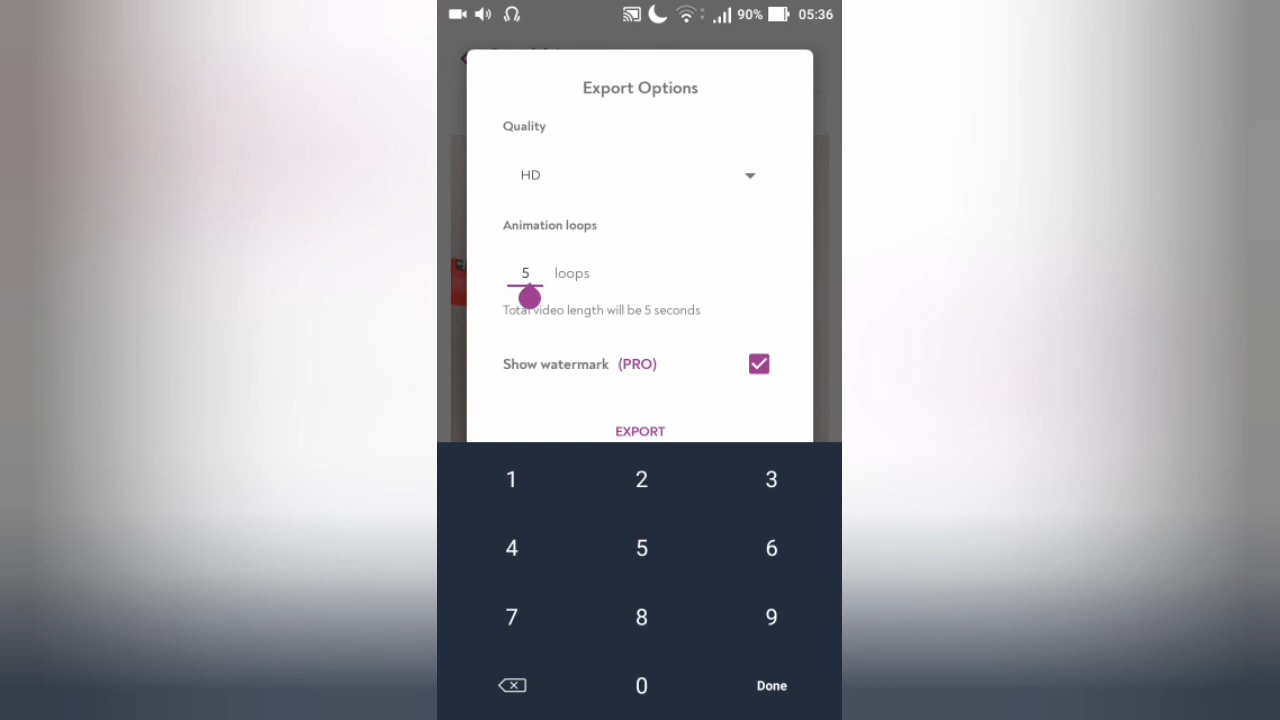 90% 05:36
Export Options
Quality
HD
Animation loops
5 loops
Total video length will be 5 seconds
Show watermark (PRO)
EXPORT
1 2 3
4 5 6
7 8 9
0 Done